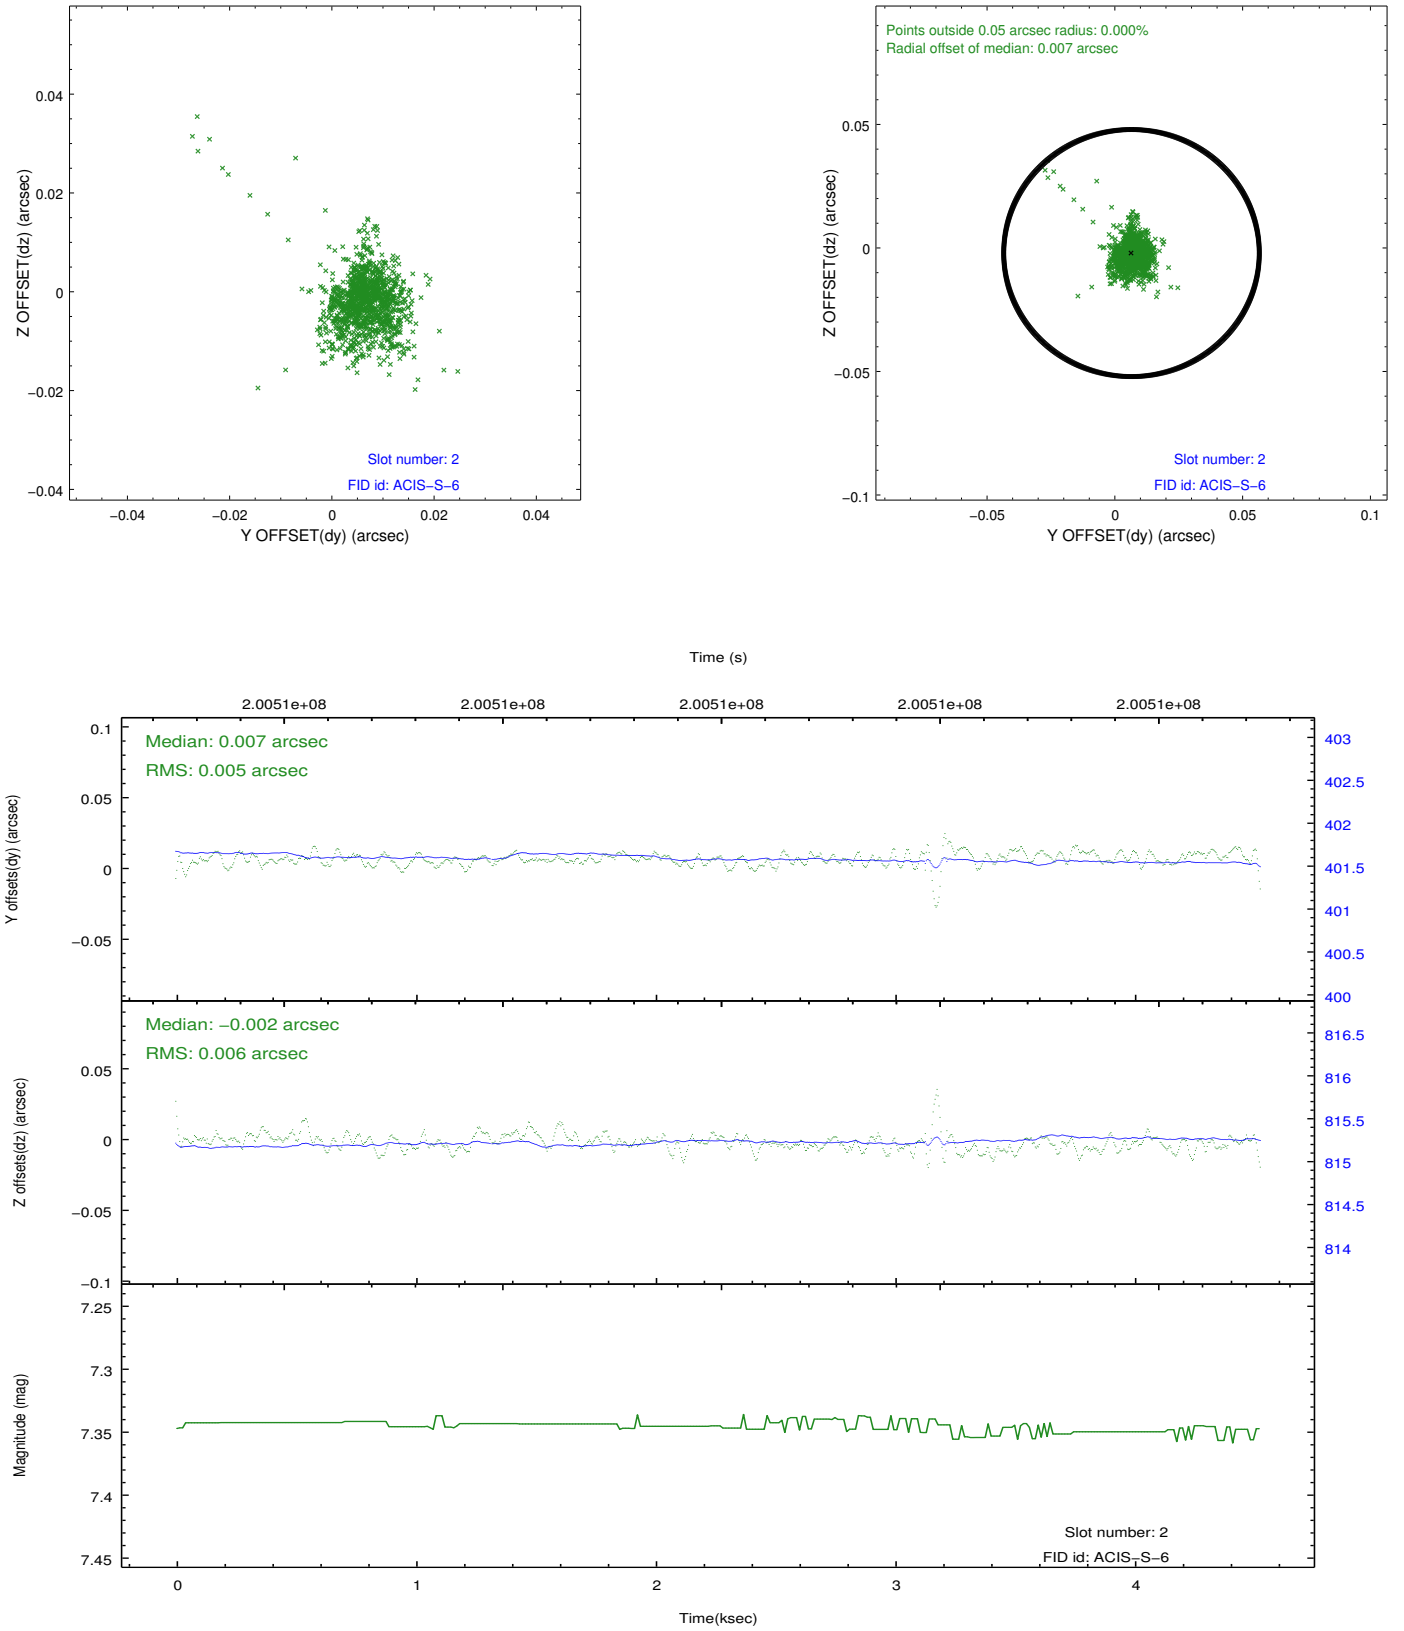 0.04
0.02
0
−0.02
−0.04
Z OFFSET(dz) (arcsec)
−0.04
−0.02
0
0.02
0.04
Y OFFSET(dy) (arcsec)
Slot number: 2
FID id: ACIS−S−6
Points outside 0.05 arcsec radius: 0.000%
Radial offset of median: 0.007 arcsec
0.05
0
−0.05
−0.1
Z OFFSET(dz) (arcsec)
−0.05
0
0.05
0.1
Y OFFSET(dy) (arcsec)
Slot number: 2
FID id: ACIS−S−6
Time (s)
2.0051e+08
2.0051e+08
2.0051e+08
2.0051e+08
2.0051e+08
Median: 0.007 arcsec
RMS: 0.005 arcsec
0.1
0.05
0
−0.05
Y offsets(dy) (arcsec)
403
402.5
402
401.5
401
400.5
400
Median: −0.002 arcsec
RMS: 0.006 arcsec
0.05
0
−0.05
−0.1
Z offsets(dz) (arcsec)
816.5
816
815.5
815
814.5
814
7.25
7.3
7.35
7.4
7.45
Magnitude (mag)
Slot number: 2
FID id: ACIS−S−6
0
1
2
3
4
Time(ksec)